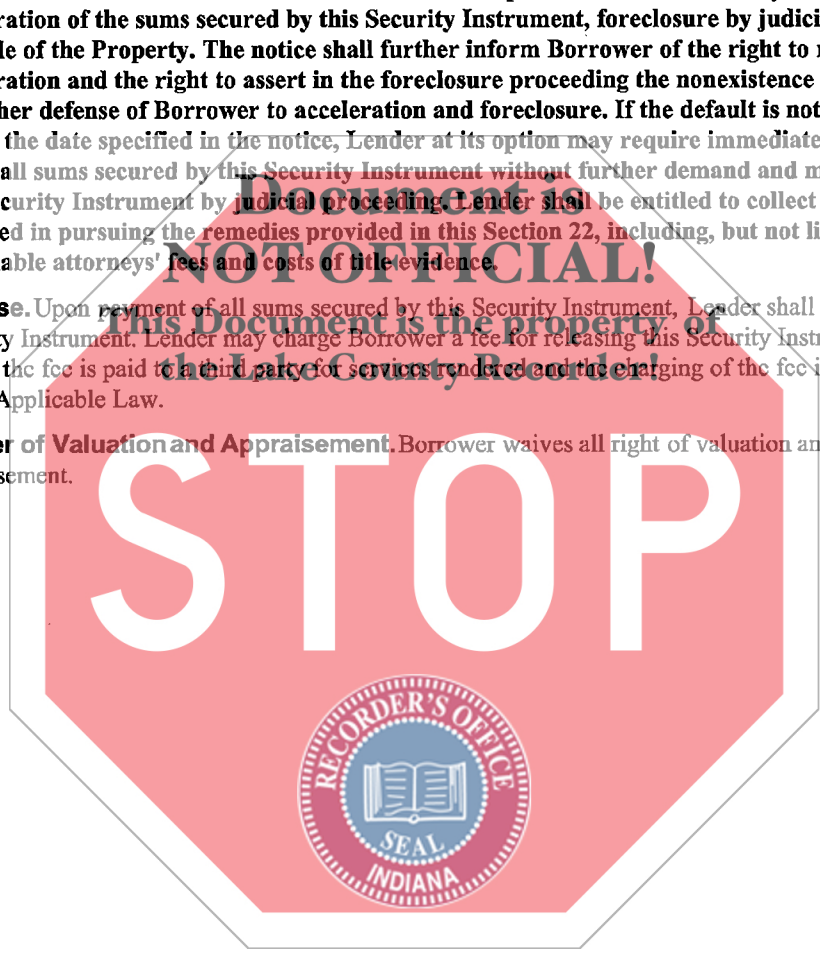 ration of the sums secured by this Security Instrument, foreclosure by judici
le of the Property. The notice shall further inform Borrower of the right to
ration and the right to assert in the foreclosure proceeding the nonexistence
her defense of Borrower to acceleration and foreclosure. If the default is not
the date specified in the notice, Lender at its option may require immediate
all sums secured by this Security Instrument without further demand and m
Document is
curity Instrument by judicial proceeding. Lender shall be entitled to collect
ed in pursuing the remedies provided in this Section 22, including, but not li
NOT OFFICIAL!
able attorneys' fees and costs of title evidence.
se. Upon payment of all sums secured by this Security Instrument, Lender shall
This Document is the property of
y Instrument. Lender may charge Borrower a fee for releasing this Security Instr
the fee is paid to a third party for services rendered and the charging of the fee i
the Lake County Recorder!
Applicable Law.
er of Valuation and Appraisement. Borrower waives all right of valuation an
sement.
STOP
RECORDER'S OFFICE
SEAL
INDIANA